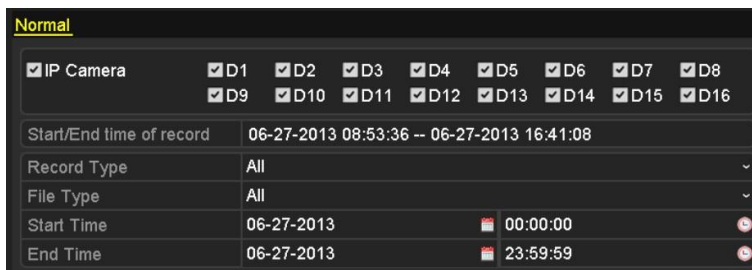 Normal
IP Camera D1 D2 D3 D4 D5 D6 D7 D8
D9 D10 D11 D12 D13 D14 D15 D16
Start/End time of record 06-27-2013 08:53:36 -- 06-27-2013 16:41:08
Record Type All
File Type All
Start Time 06-27-2013 00:00:00
End Time 06-27-2013 23:59:59